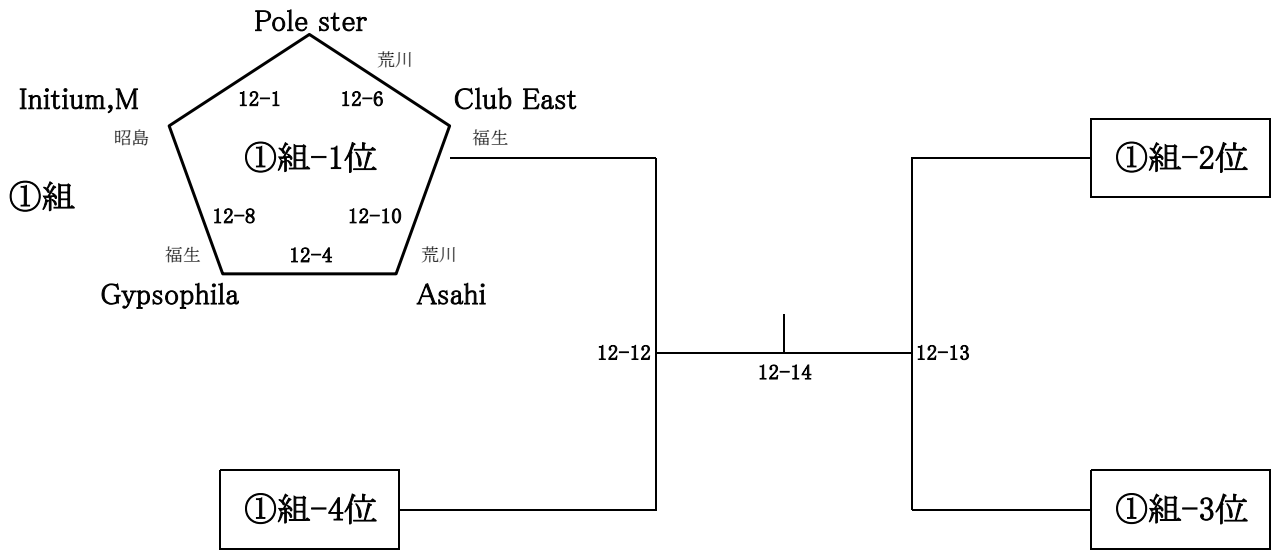 Pole ster
荒川
Initium,M
12-1
12-6
Club East
昭島
福生
①組-1位
①組-2位
①組
12-8
12-10
福生
12-4
荒川
Gypsophila
Asahi
12-12
12-13
12-14
①組-4位
①組-3位